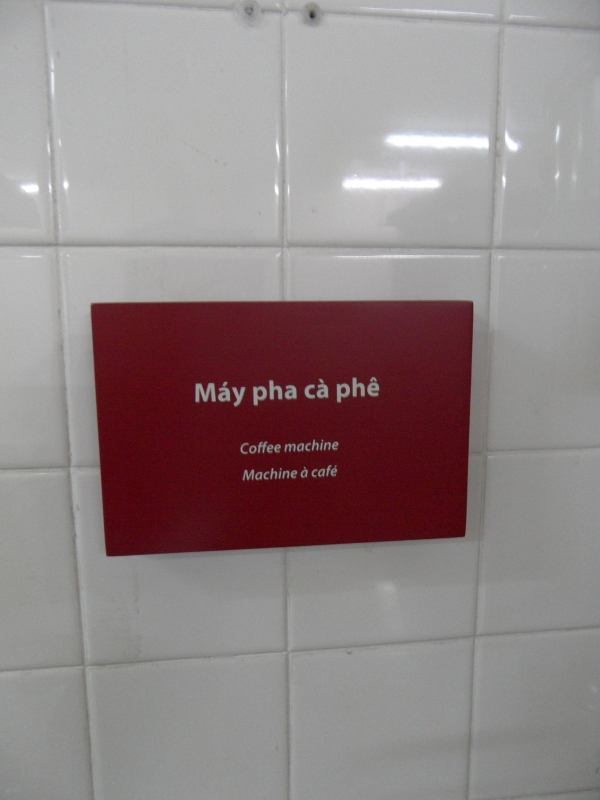 Máy pha cà phê
Coffee machine
Machine à café